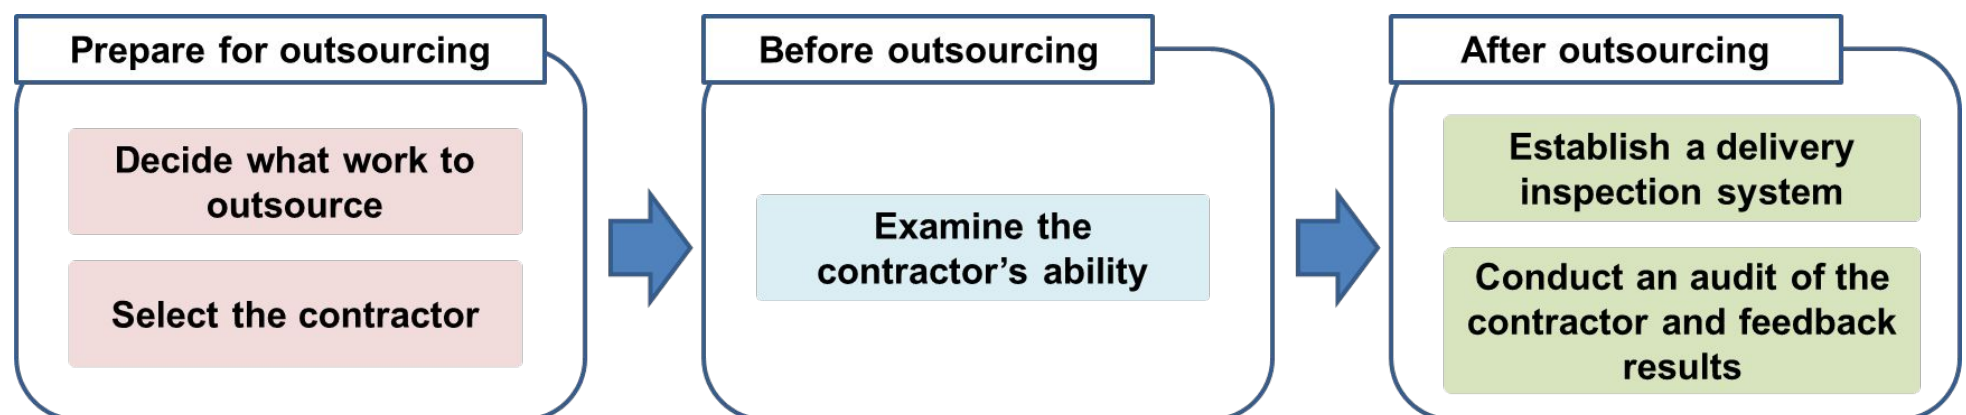 Prepare for outsourcing
Decide what work to
outsource
Select the contractor
Before outsourcing
Examine the
contractor’s ability
After outsourcing
Establish a delivery
inspection system
Conduct an audit of the
contractor and feedback
results